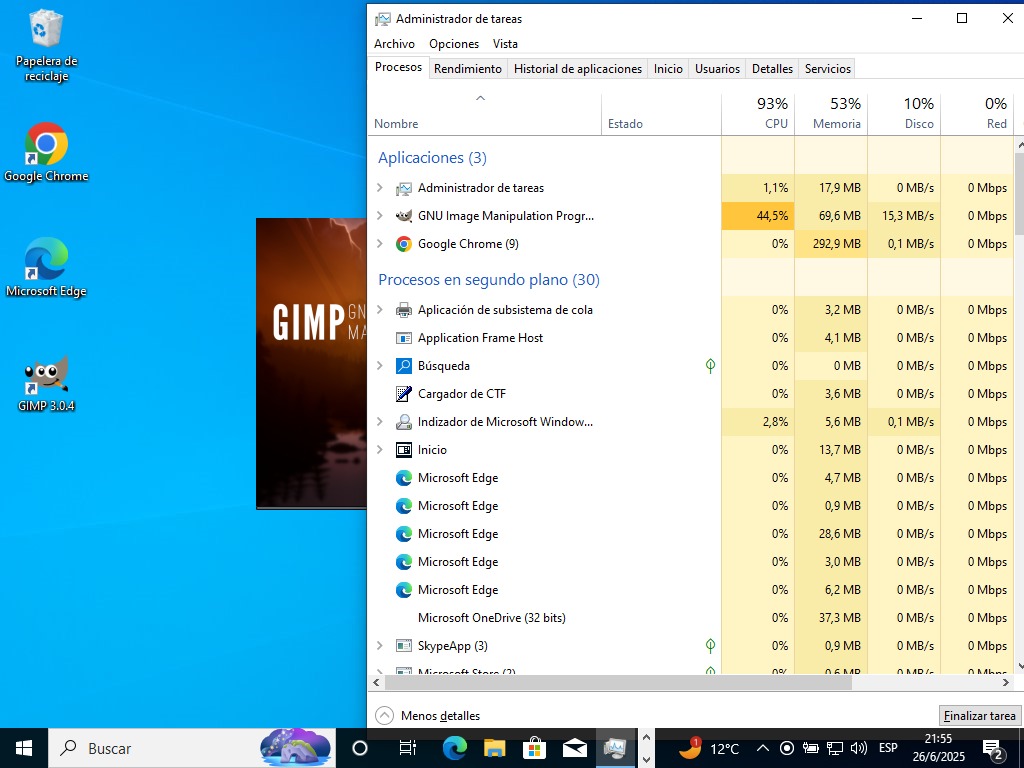 Papelera de
reciclaje
Google Chrome
Microsoft Edge
GIMP 3.0.4
GIMP GN
MA
Administrador de tareas
Archivo Opciones Vista
Procesos Rendimiento Historial de aplicaciones Inicio Usuarios Detalles Servicios
93% 53% 10% 0%
Nombre Estado CPU Memoria Disco Red
Aplicaciones (3)
Administrador de tareas 1,1% 17,9 MB 0 MB/s 0 Mbps
GNU Image Manipulation Progr... 44,5% 69,6 MB 15,3 MB/s 0 Mbps
Google Chrome (9) 0% 292,9 MB 0,1 MB/s 0 Mbps
Procesos en segundo plano (30)
Aplicación de subsistema de cola 0% 3,2 MB 0 MB/s 0 Mbps
Application Frame Host 0% 4,1 MB 0 MB/s 0 Mbps
Búsqueda 0% 0 MB 0 MB/s 0 Mbps
Cargador de CTF 0% 3,6 MB 0 MB/s 0 Mbps
Indizador de Microsoft Window... 2,8% 5,6 MB 0,1 MB/s 0 Mbps
Inicio 0% 13,7 MB 0 MB/s 0 Mbps
Microsoft Edge 0% 4,7 MB 0 MB/s 0 Mbps
Microsoft Edge 0% 0,9 MB 0 MB/s 0 Mbps
Microsoft Edge 0% 28,6 MB 0 MB/s 0 Mbps
Microsoft Edge 0% 3,0 MB 0 MB/s 0 Mbps
Microsoft Edge 0% 6,2 MB 0 MB/s 0 Mbps
Microsoft OneDrive (32 bits) 0% 37,3 MB 0 MB/s 0 Mbps
SkypeApp (3) 0% 0,9 MB 0 MB/s 0 Mbps
Microsoft Store (2) 0% 0,6 MB 0 MB/s 0 Mbps
Menos detalles
Finalizar tarea
Buscar
1
12°C
ESP
21:55
26/6/2025
2